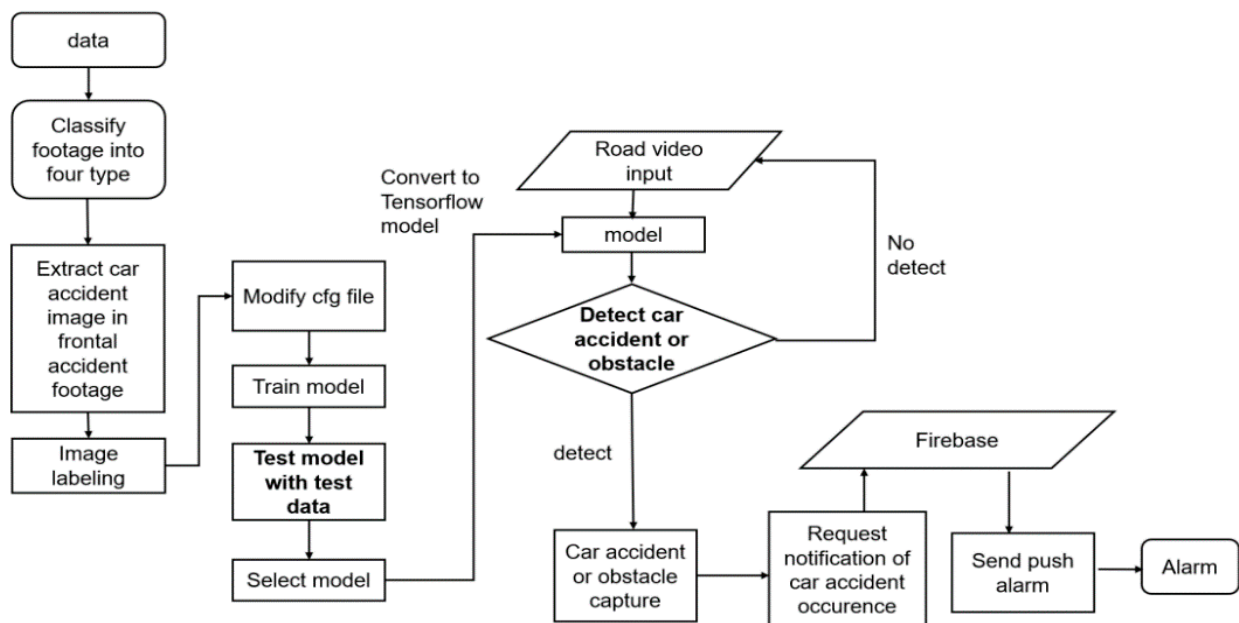 data
Classify
footage into
four type
Extract car
accident
image in
frontal
accident
footage
Image
labeling
Modify cfg file
Train model
Test model
with test
data
Select model
Convert to
Tensorflow
model
Road video
input
model
Detect car
accident or
obstacle
No
detect
detect
Car accident
or obstacle
capture
Request
notification of
car accident
occurence
Firebase
Send push
alarm
Alarm